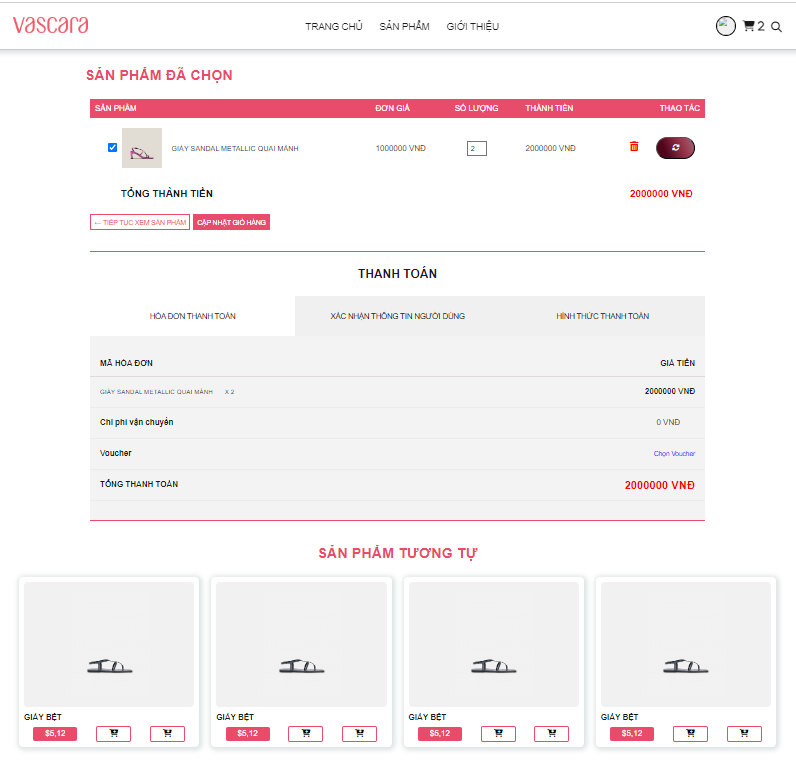 vascara
TRANG CHỦ SẢN PHẨM GIỚI THIỆU 2
SẢN PHẨM ĐÃ CHỌN
SẢN PHẨM ĐƠN GIÁ SỐ LƯỢNG THÀNH TIỀN THAO TÁC
GIÀY SANDAL METALLIC QUAI MẢNH 1000000 VNĐ 2 2000000 VNĐ
TỔNG THÀNH TIỀN 2000000 VNĐ
← TIẾP TỤC XEM SẢN PHẨM CẬP NHẬT GIỎ HÀNG
THANH TOÁN
HÓA ĐƠN THANH TOÁN XÁC NHẬN THÔNG TIN NGƯỜI DÙNG HÌNH THỨC THANH TOÁN
MÃ HÓA ĐƠN GIÁ TIỀN
GIÀY SANDAL METALLIC QUAI MẢNH X 2 2000000 VNĐ
Chi phí vận chuyển 0 VNĐ
Voucher Chọn Voucher
TỔNG THANH TOÁN 2000000 VNĐ
SẢN PHẨM TƯƠNG TỰ
GIÀY BỆT GIÀY BỆT GIÀY BỆT GIÀY BỆT
$5,12 $5,12 $5,12 $5,12